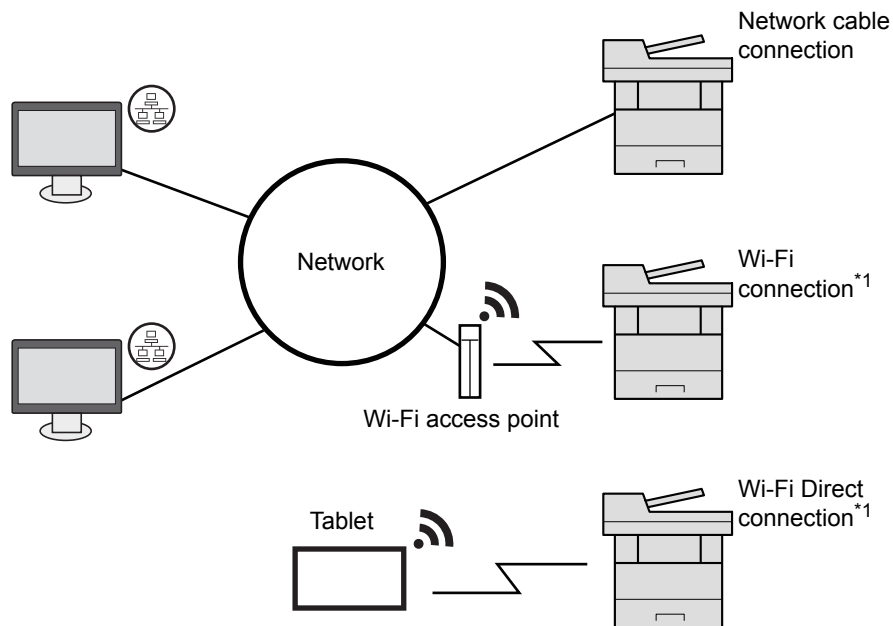 Network cable
connection
Network
Wi-Fi
connection*1
Wi-Fi access point
Tablet
Wi-Fi Direct
connection*1